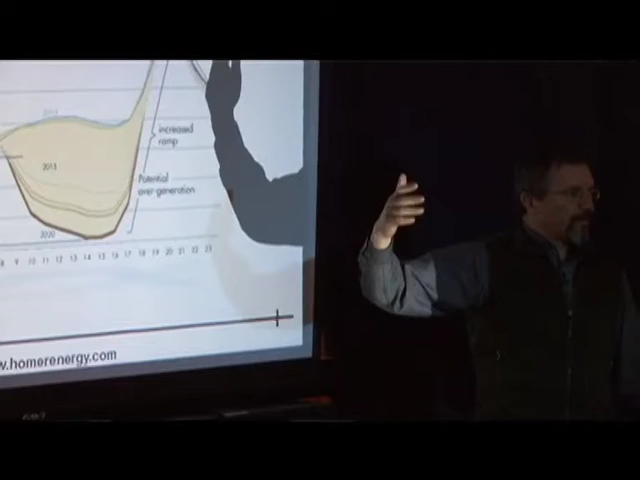 increased
ramp
2013
Potential
over-generation
2020
9 10 11 12 13 14 15 16 17 18 19 20 21 22 23
w.homerenergy.com